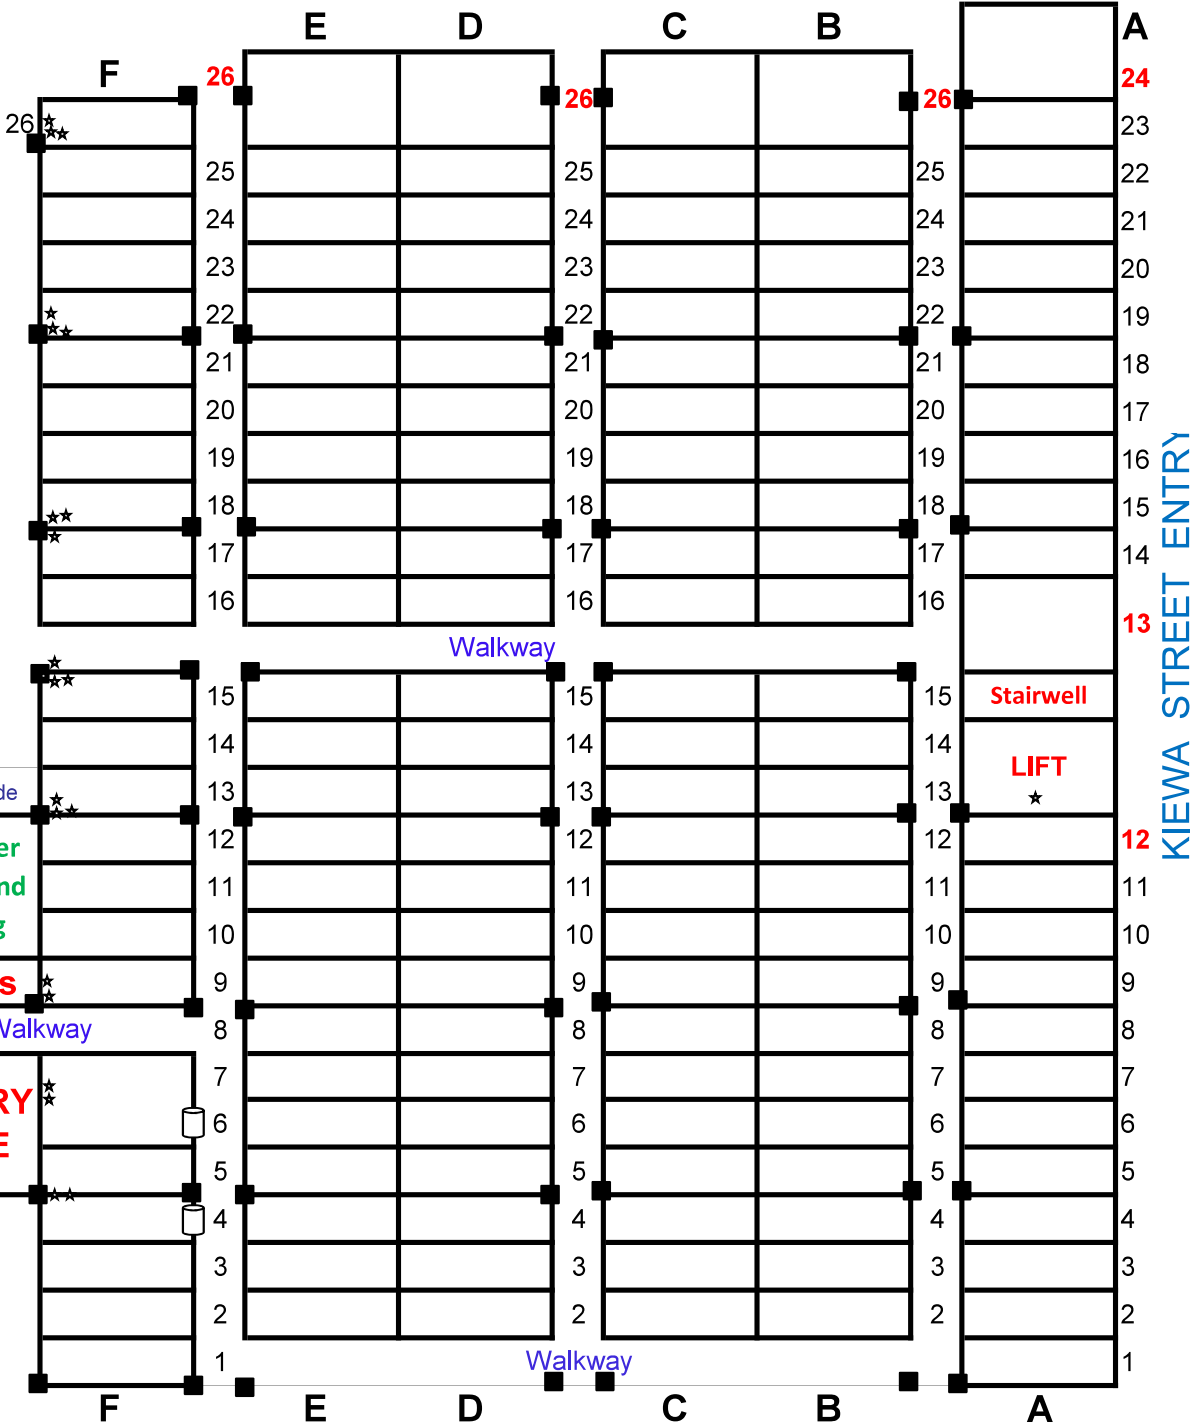 E D C B A
F
26 26 26 24
26 23
25 25 25 22
24 24 24 21
23 23 23 20
22 22 22 19
21 21 21 18
20 20 20 17
19 19 19 16
18 18 18 15
17 17 17 14
16 16 16 13
Walkway
KIEWA STREET ENTRY
15 15 15 Stairwell
14 14 14
LIFT
de 13 13 13
er 12 12 12 12
nd 11 11 11 11
g 10 10 10 10
s 9 9 9 9
Walkway 8 8 8 8
7 7 7 7
RY 6 6 6 6
E 5 5 5 5
4 4 4 4
3 3 3 3
2 2 2 2
1 Walkway 1
F E D C B A